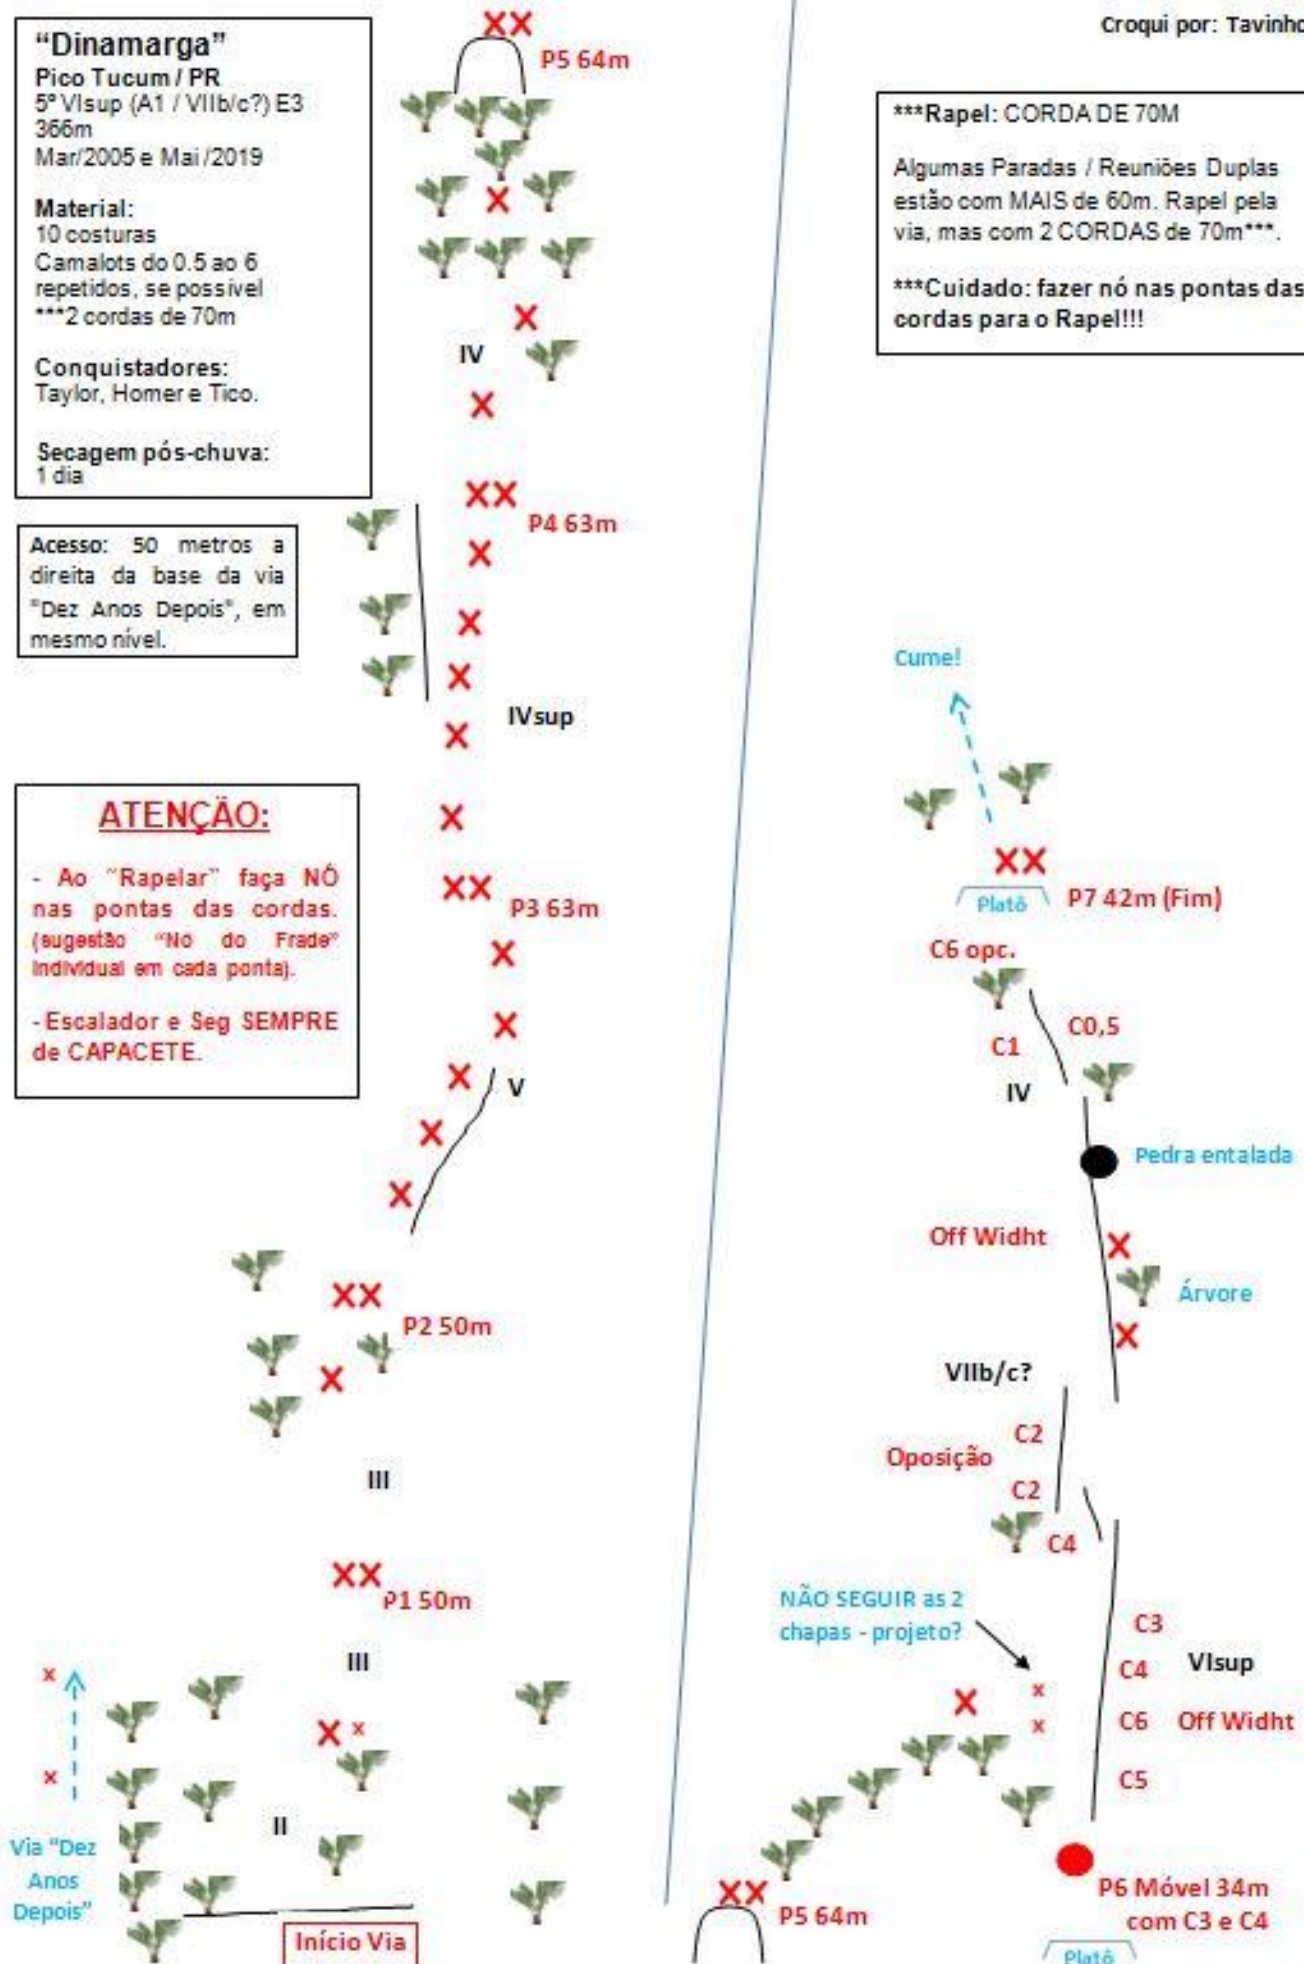 "Dinamarga"
Pico Tucum / PR
5º VIsup (A1 / VIIb/c?) E3
366m
Mar/2005 e Mai /2019
Material:
10 costuras
Camalots do 0.5 ao 6
repetidos, se possível
***2 cordas de 70m
Conquistadores:
Taylor, Homer e Tico.
Secagem pós-chuva:
1 dia
Acesso: 50 metros a
direita da base da via
"Dez Anos Depois", em
mesmo nível.
ATENÇÃO:
- Ao "Rapelar" faça NÓ
nas pontas das cordas.
(sugestão "No do Frade"
individual em cada ponta).
- Escalador e Seg SEMPRE
de CAPACETE.
XX
P5 64m
X
X
IV
X
XX
P4 63m
X
X
X
IVsup
X
X
XX
P3 63m
X
X
X
V
X
X
XX
P2 50m
X
III
XX
P1 50m
III
x
X x
x
II
Via "Dez
Anos
Depois"
Início Via
Croqui por: Tavinho
***Rapel: CORDA DE 70M
Algumas Paradas / Reuniões Duplas
estão com MAIS de 60m. Rapel pela
via, mas com 2 CORDAS de 70m***.
***Cuidado: fazer nó nas pontas das
cordas para o Rapel!!!
Cume!
XX
Platô
P7 42m (Fim)
C6 opc.
C0,5
C1
IV
Pedra entalada
Off Widht
X
Árvore
X
VIIb/c?
C2
Oposição
C2
C4
NÃO SEGUIR as 2
chapas - projeto?
C3
C4
VIsup
x
X
C6
Off Widht
x
C5
P6 Móvel 34m
com C3 e C4
XX
P5 64m
Platô